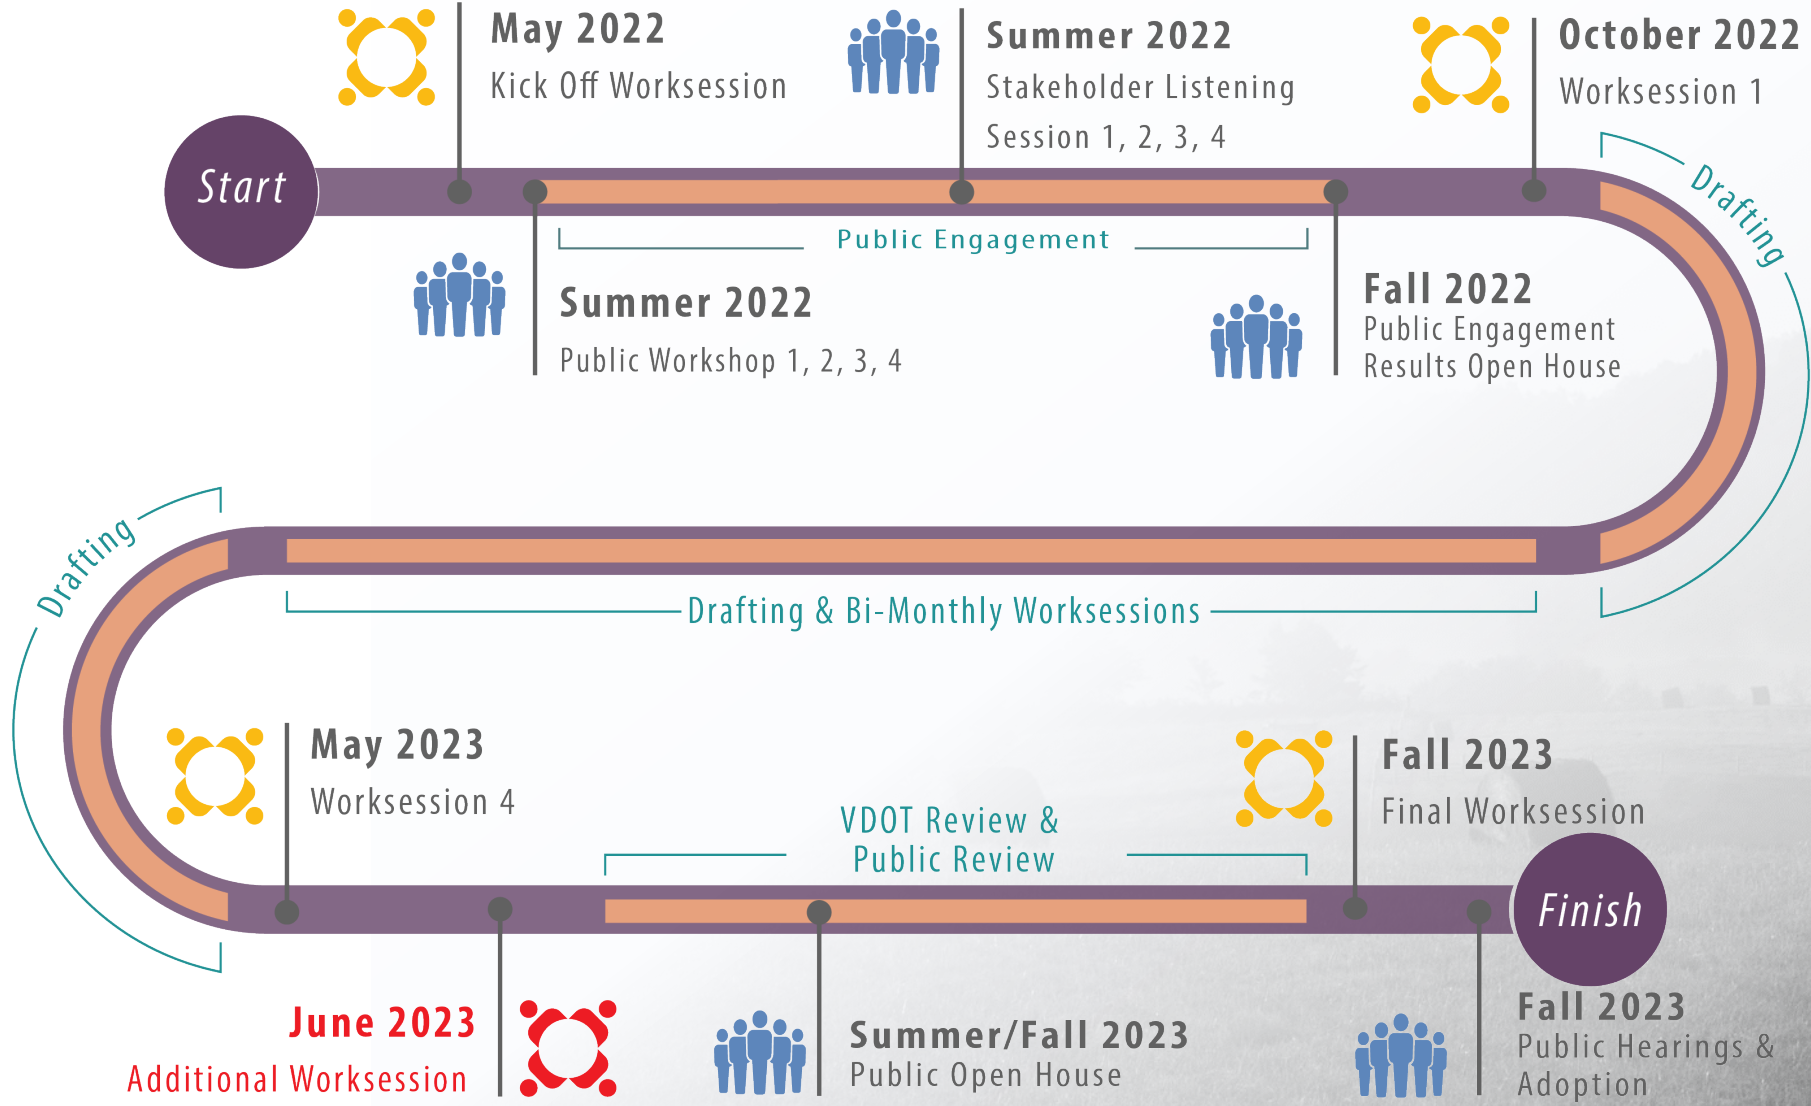 May 2022
Kick Off Worksession
Summer 2022
Stakeholder Listening
Session 1, 2, 3, 4
October 2022
Worksession 1
Start
Public Engagement
Drafting
Summer 2022
Public Workshop 1, 2, 3, 4
Fall 2022
Public Engagement
Results Open House
Drafting
Drafting & Bi-Monthly Worksessions
May 2023
Worksession 4
VDOT Review &
Public Review
Fall 2023
Final Worksession
Finish
June 2023
Additional Worksession
Summer/Fall 2023
Public Open House
Fall 2023
Public Hearings &
Adoption